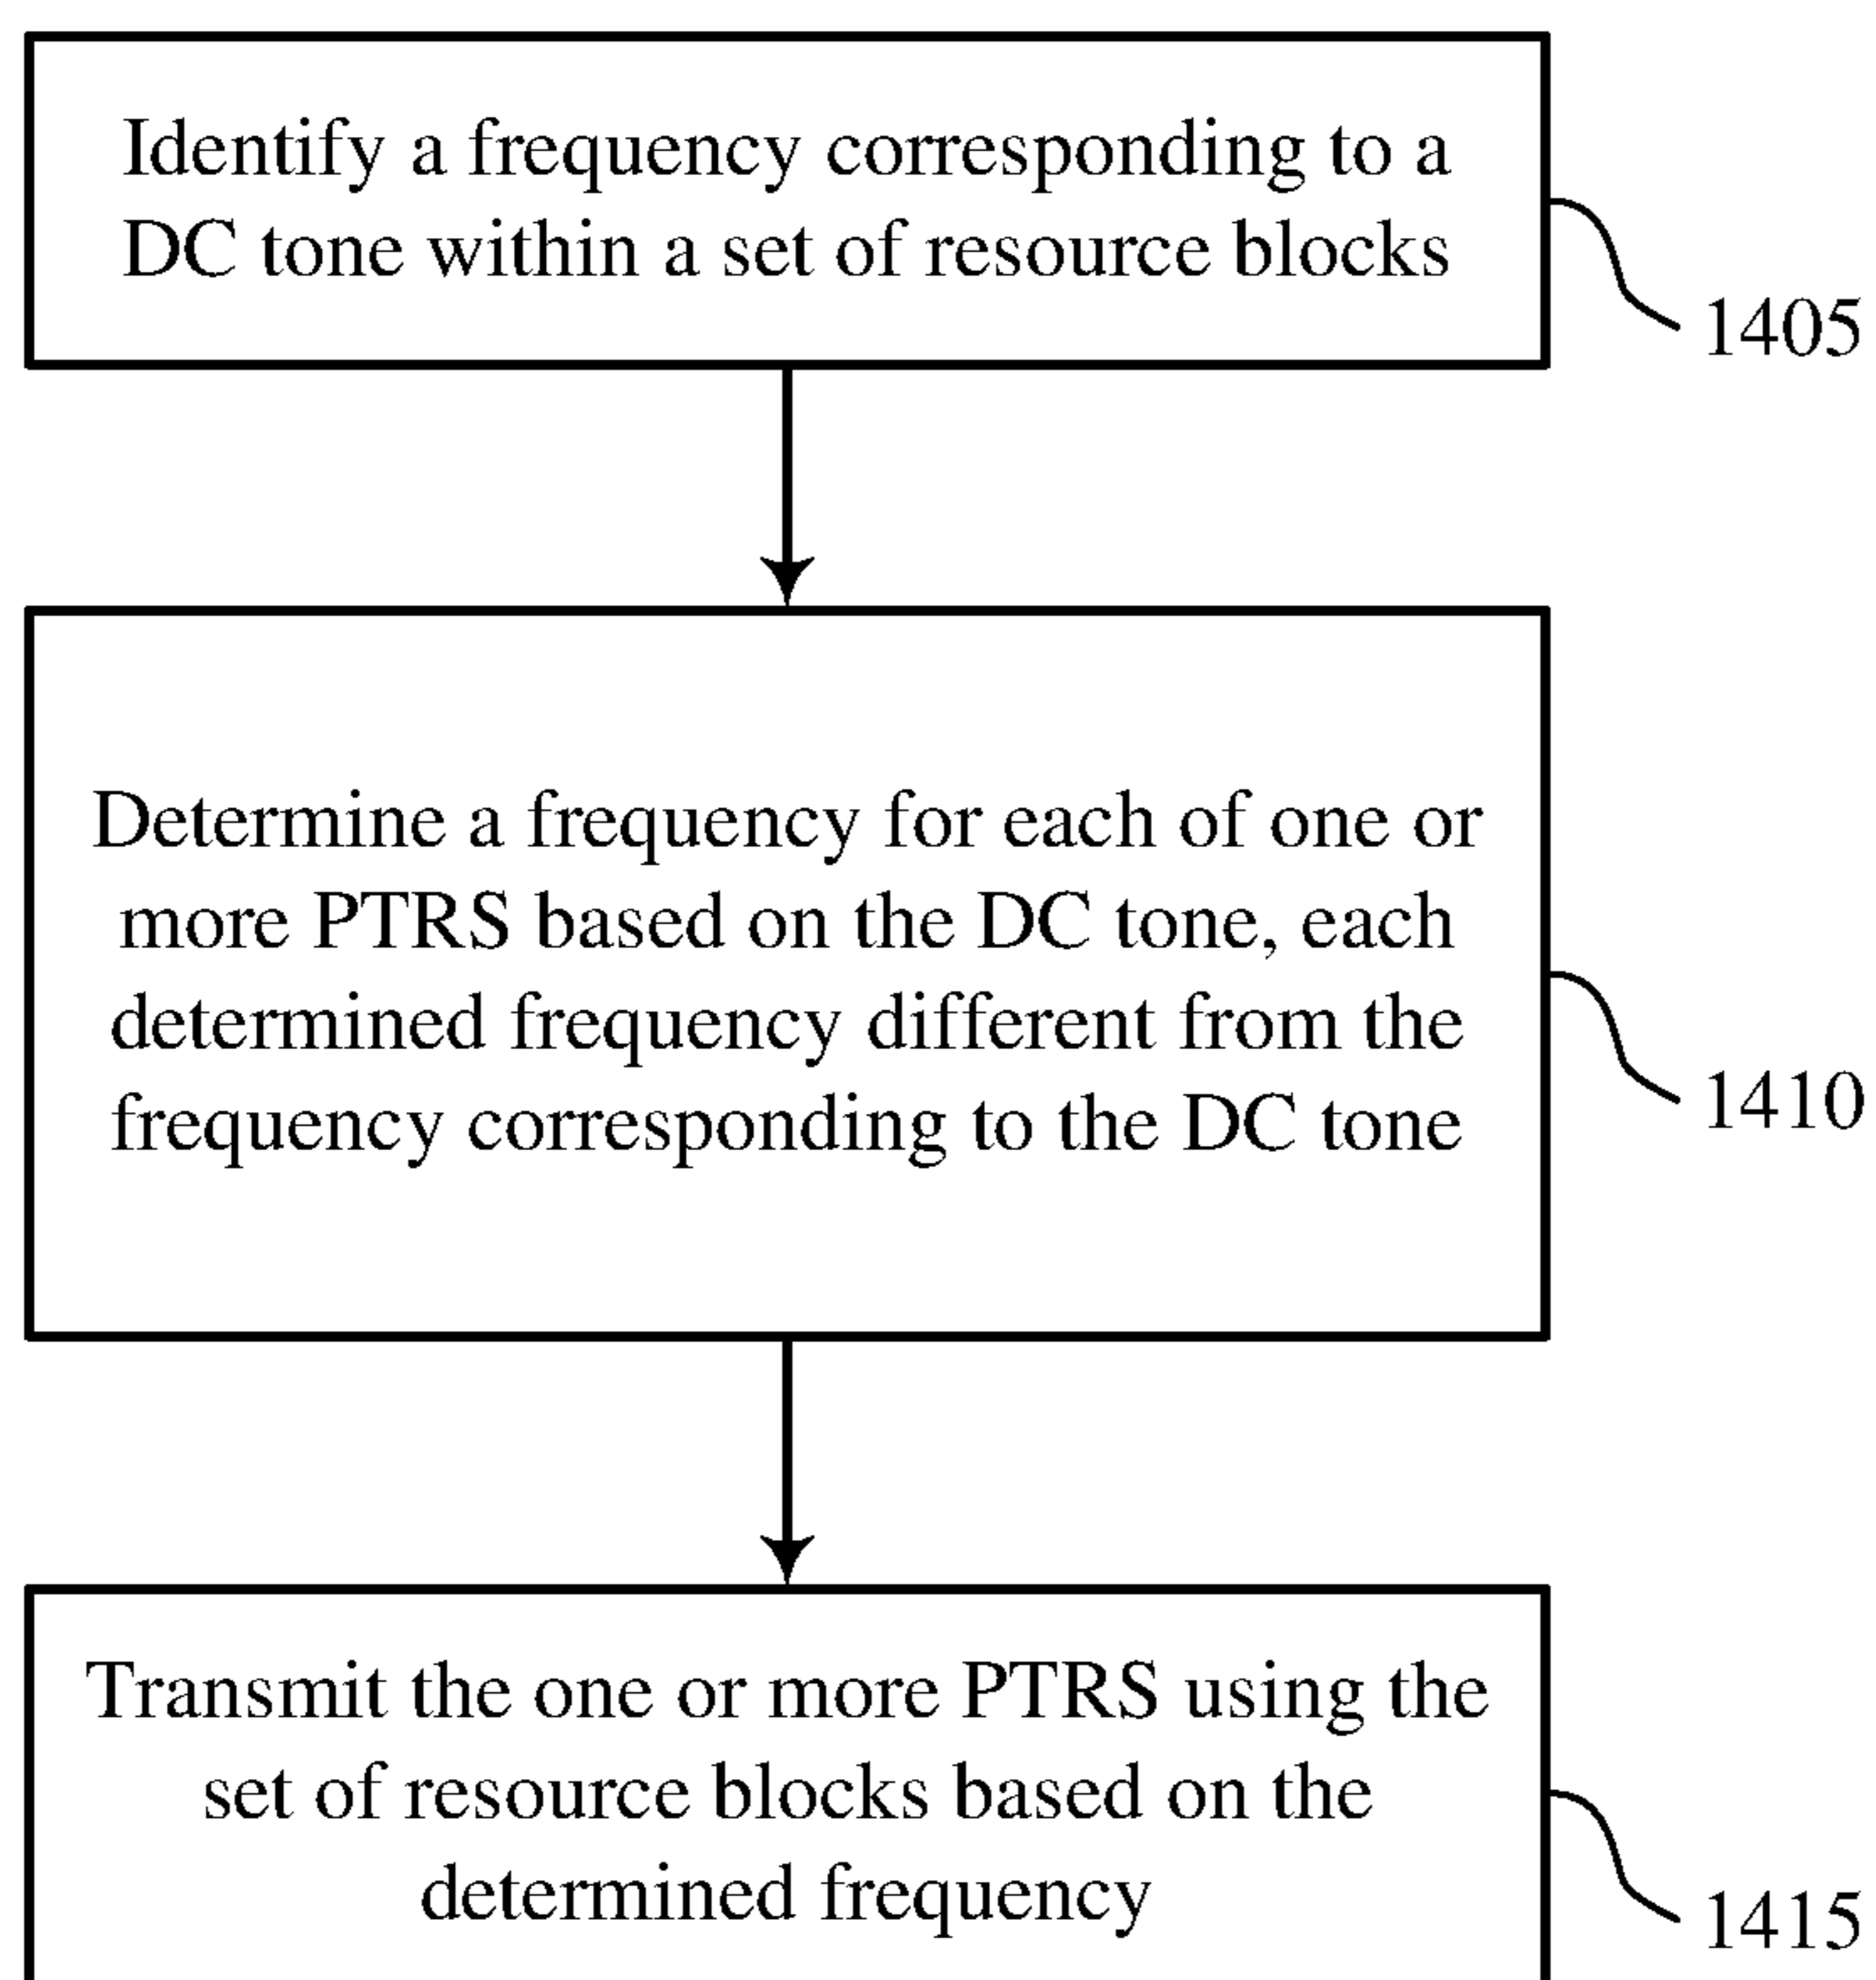 Identify a frequency corresponding to a
DC tone within a set of resource blocks
1405
Determine a frequency for each of one or
more PTRS based on the DC tone, each
determined frequency different from the
frequency corresponding to the DC tone
1410
Transmit the one or more PTRS using the
set of resource blocks based on the
determined frequency
1415